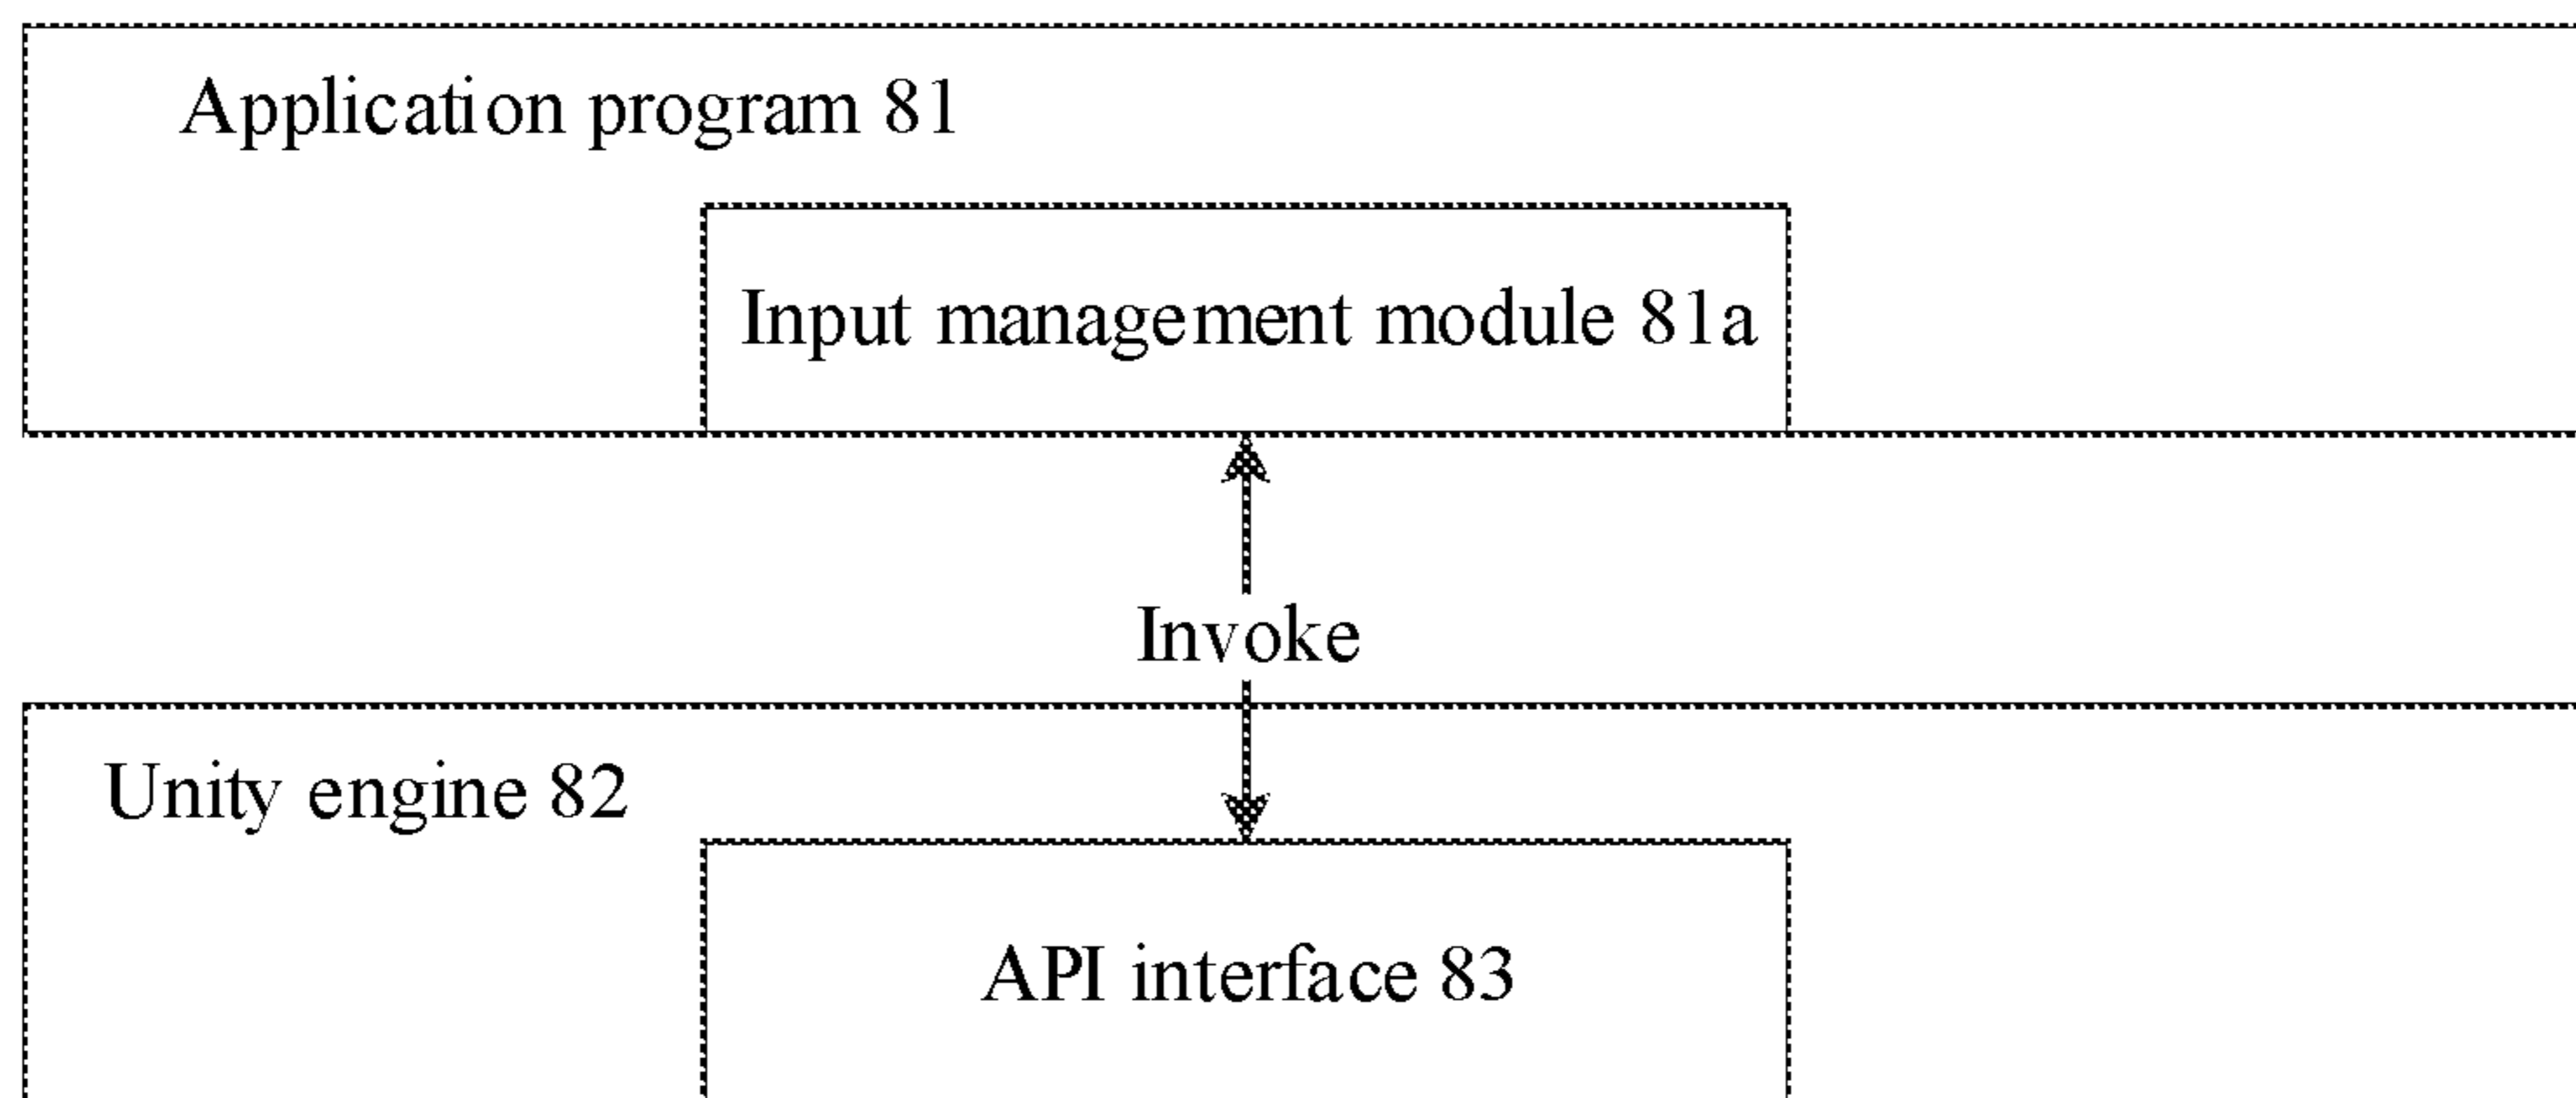 Application program 81
Input management module 81a
Invoke
Unity engine 82
API interface 83